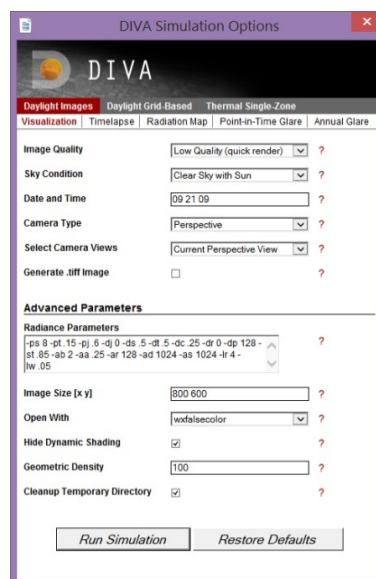 DIVA Simulation Options
DIVA
Daylight Images Daylight Grid-Based Thermal Single-Zone
Visualization Timelapse Radiation Map Point-in-Time Glare Annual Glare
Image Quality Low Quality (quick render) ?
Sky Condition Clear Sky with Sun ?
Date and Time 09 21 09 ?
Camera Type Perspective ?
Select Camera Views Current Perspective View ?
Generate .tiff Image ?
Advanced Parameters
Radiance Parameters
-ps 8 -pt .15 -pj .6 -dj 0 -ds .5 -dt .5 -dc .25 -dr 0 -dp 128 -
st .85 -ab 2 -aa .25 -ar 128 -ad 1024 -as 1024 -lr 4 - ?
lw .05
Image Size [x y] 800 600 ?
Open With wxfalsecolor ?
Hide Dynamic Shading ?
Geometric Density 100 ?
Cleanup Temporary Directory ?
Run Simulation Restore Defaults